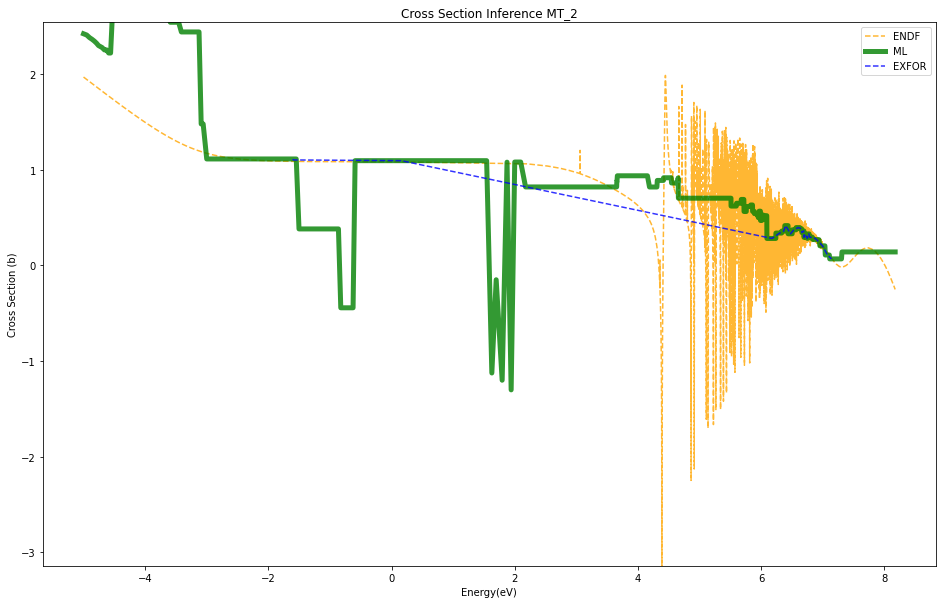 Cross Section Inference MT_2
ENDF
ML
EXFOR
Cross Section (b)
2
1
0
−1
−2
−3
−4
−2
0
2
4
6
8
Energy(eV)